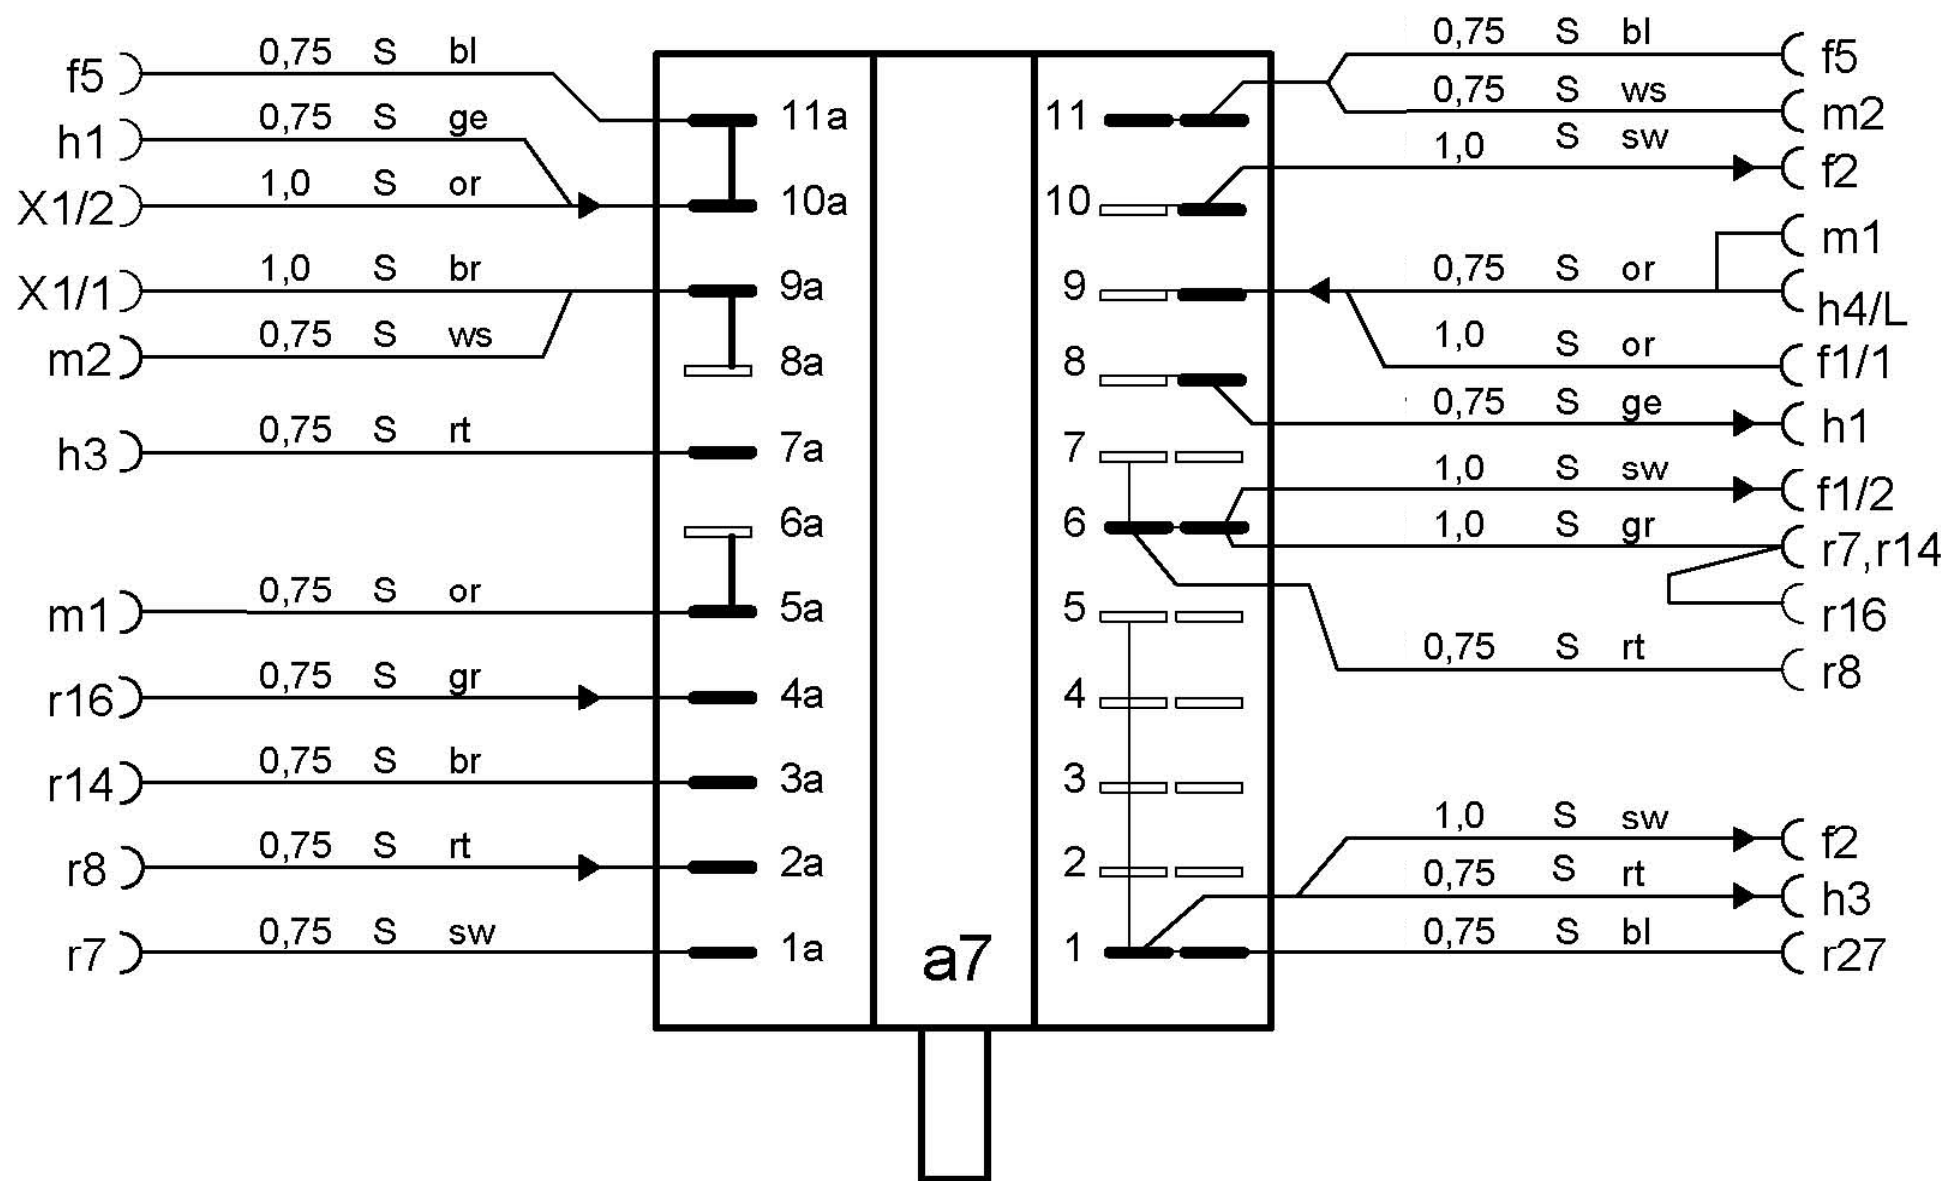 f5 0,75 S bl
h1 0,75 S ge
X1/2 1,0 S or
X1/1 1,0 S br
m2 0,75 S ws
h3 0,75 S rt
m1 0,75 S or
r16 0,75 S gr
r14 0,75 S br
r8 0,75 S rt
r7 0,75 S sw
11a
10a
9a
8a
7a
6a
5a
4a
3a
2a
1a
a7
11
10
9
8
7
6
5
4
3
2
1
0,75 S bl f5
0,75 S ws m2
1,0 S sw f2
m1
0,75 S or h4/L
1,0 S or f1/1
0,75 S ge h1
1,0 S sw f1/2
1,0 S gr r7,r14
r16
0,75 S rt r8
1,0 S sw f2
0,75 S rt h3
0,75 S bl r27